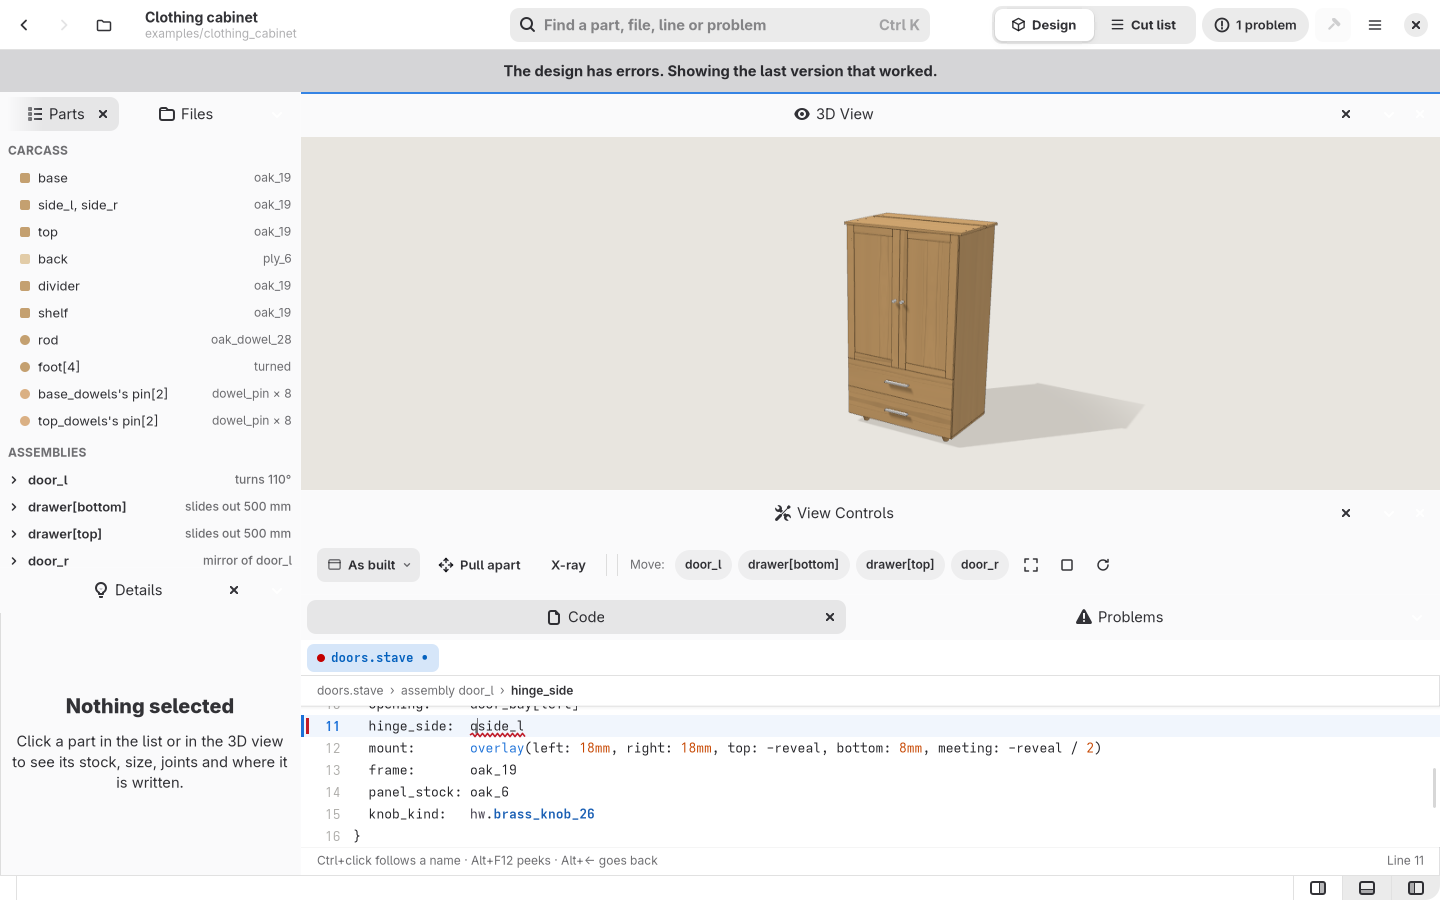 Clothing cabinet
examples/clothing_cabinet
Find a part, file, line or problem Ctrl K
Design
Cut list
1 problem
The design has errors. Showing the last version that worked.
Parts
Files
3D View
CARCASS
base oak_19
side_l, side_r oak_19
top oak_19
back ply_6
divider oak_19
shelf oak_19
rod oak_dowel_28
foot[4] turned
base_dowels's pin[2] dowel_pin × 8
top_dowels's pin[2] dowel_pin × 8
ASSEMBLIES
door_l turns 110°
drawer[bottom] slides out 500 mm
drawer[top] slides out 500 mm
door_r mirror of door_l
Details
Nothing selected
Click a part in the list or in the 3D view
to see its stock, size, joints and where it
is written.
View Controls
As built
Pull apart
X-ray
Move:
door_l
drawer[bottom]
drawer[top]
door_r
Code
Problems
doors.stave •
doors.stave › assembly door_l › hinge_side
10 opening: door_bay[left]
11 hinge_side: qside_l
12 mount: overlay(left: 18mm, right: 18mm, top: -reveal, bottom: 8mm, meeting: -reveal / 2)
13 frame: oak_19
14 panel_stock: oak_6
15 knob_kind: hw.brass_knob_26
16 }
Ctrl+click follows a name · Alt+F12 peeks · Alt+← goes back
Line 11